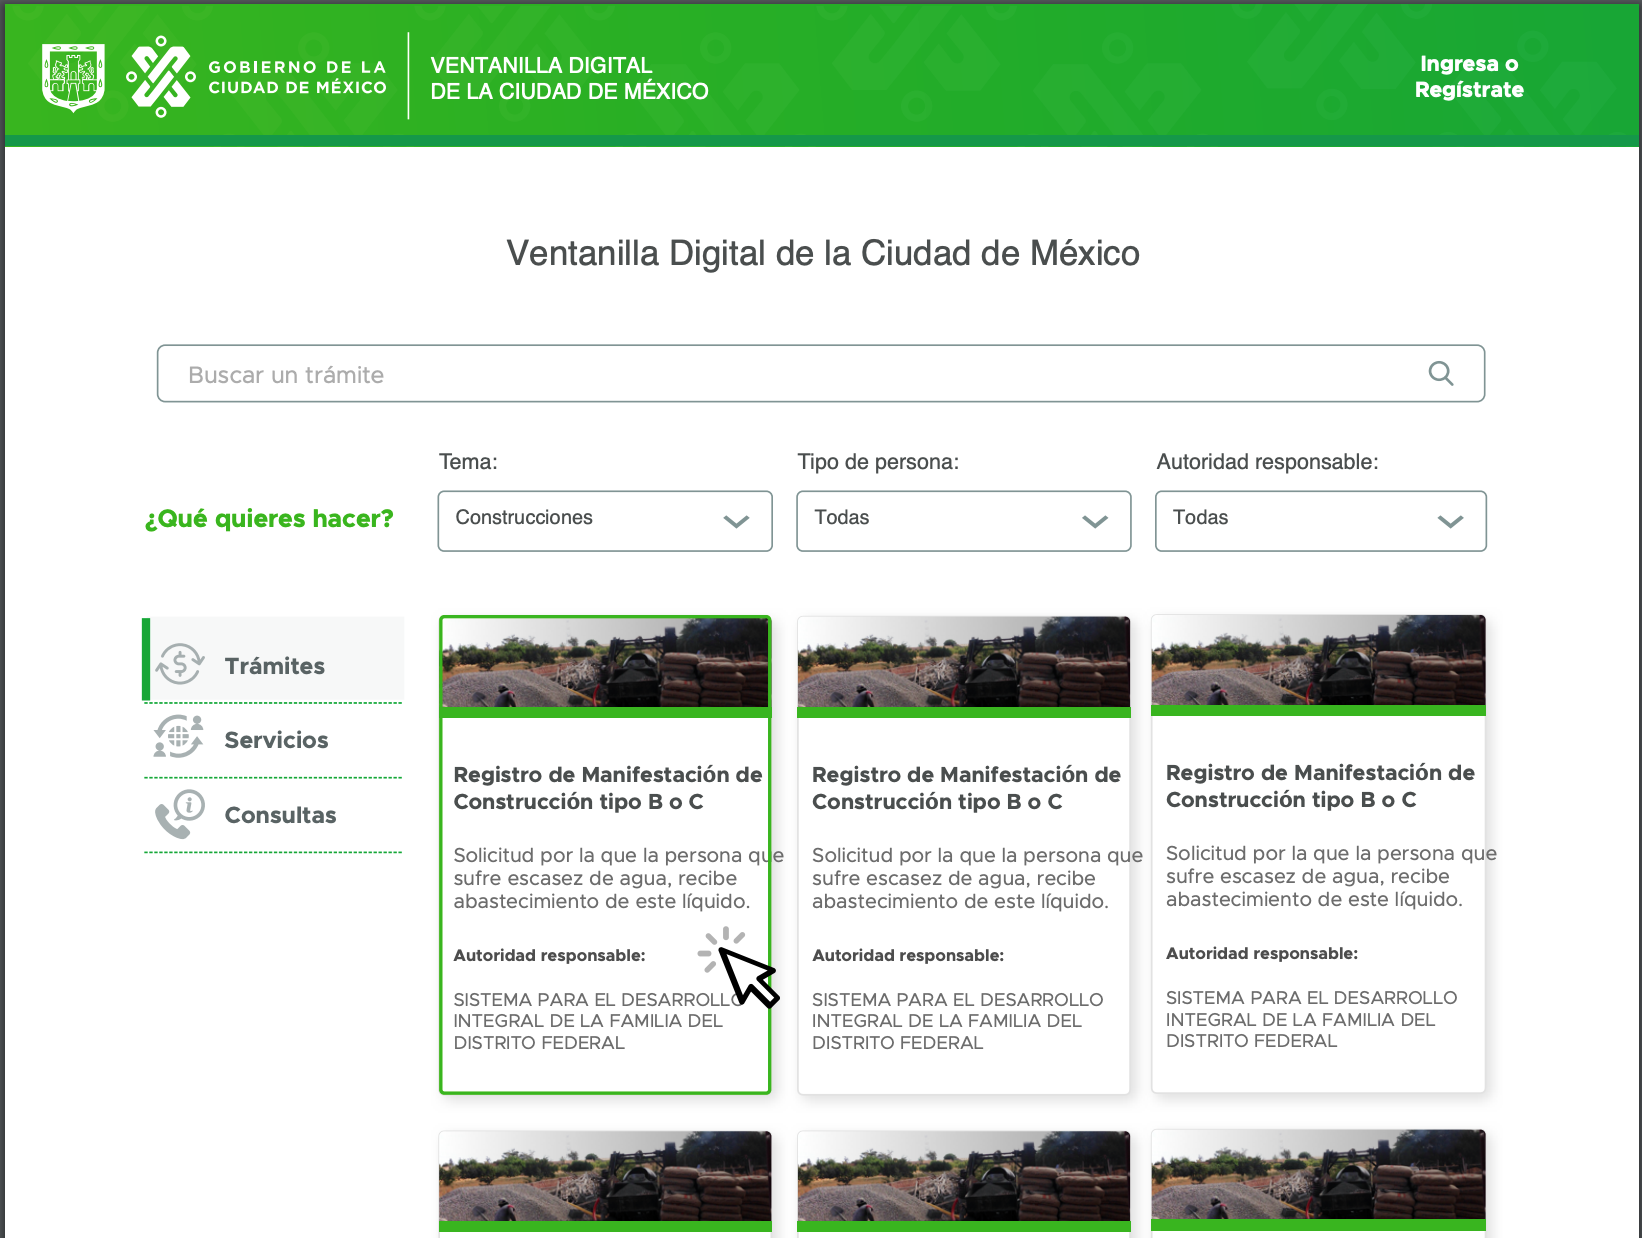 GOBIERNO DE LA
CIUDAD DE MÉXICO
VENTANILLA DIGITAL
DE LA CIUDAD DE MÉXICO
Ingresa o
Regístrate
Ventanilla Digital de la Ciudad de México
Buscar un trámite
¿Qué quieres hacer?
Tema:
Construcciones
Tipo de persona:
Todas
Autoridad responsable:
Todas
Trámites
Servicios
Consultas
Registro de Manifestación de
Construcción tipo B o C
Solicitud por la que la persona que
sufre escasez de agua, recibe
abastecimiento de este líquido.
Autoridad responsable:
SISTEMA PARA EL DESARROLLO
INTEGRAL DE LA FAMILIA DEL
DISTRITO FEDERAL
Registro de Manifestación de
Construcción tipo B o C
Solicitud por la que la persona que
sufre escasez de agua, recibe
abastecimiento de este líquido.
Autoridad responsable:
SISTEMA PARA EL DESARROLLO
INTEGRAL DE LA FAMILIA DEL
DISTRITO FEDERAL
Registro de Manifestación de
Construcción tipo B o C
Solicitud por la que la persona que
sufre escasez de agua, recibe
abastecimiento de este líquido.
Autoridad responsable:
SISTEMA PARA EL DESARROLLO
INTEGRAL DE LA FAMILIA DEL
DISTRITO FEDERAL